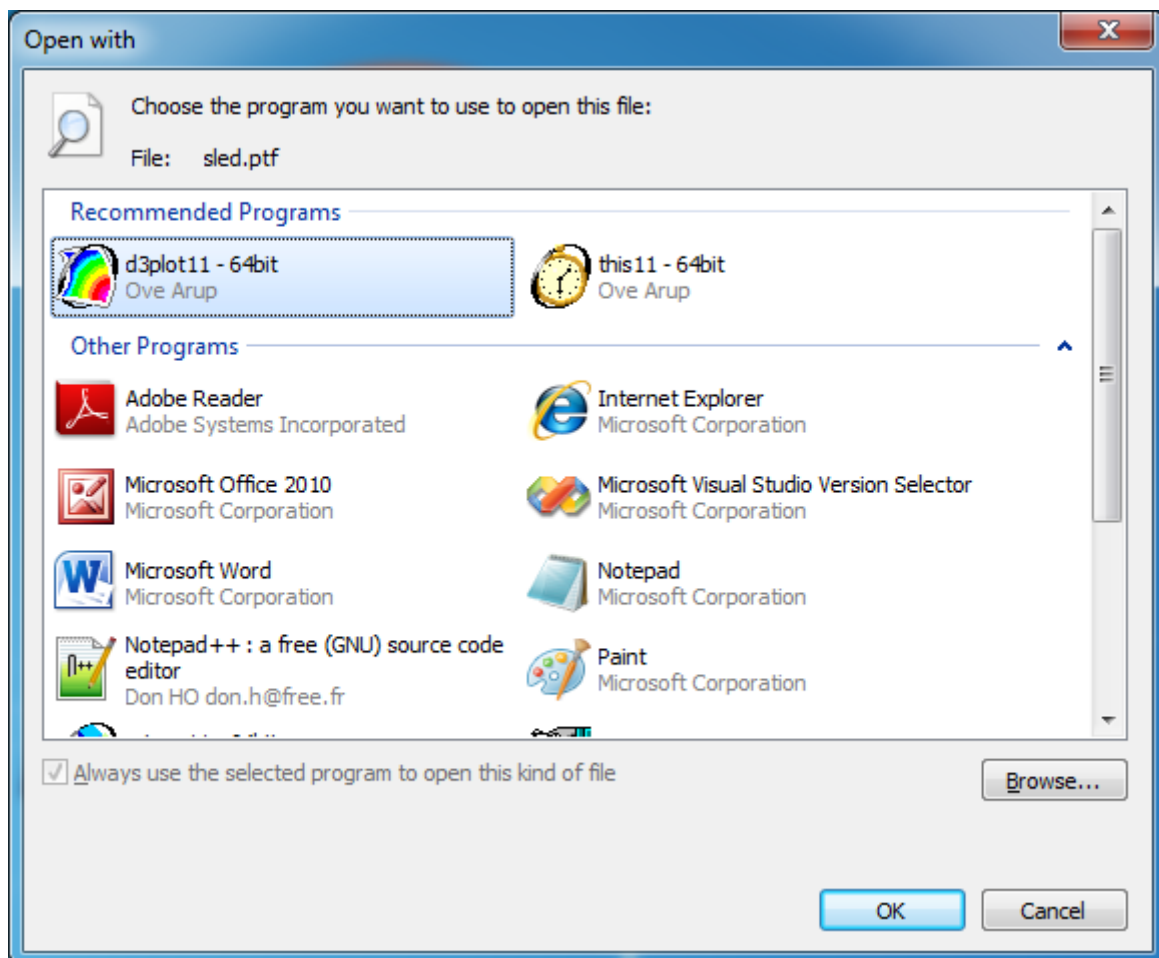 Open with
Choose the program you want to use to open this file:
File: sled.ptf
Recommended Programs
d3plot11 - 64bit
Ove Arup
this11 - 64bit
Ove Arup
Other Programs
Adobe Reader
Adobe Systems Incorporated
Internet Explorer
Microsoft Corporation
Microsoft Office 2010
Microsoft Corporation
Microsoft Visual Studio Version Selector
Microsoft Corporation
Microsoft Word
Microsoft Corporation
Notepad
Microsoft Corporation
Notepad++ : a free (GNU) source code
editor
Don HO don.h@free.fr
Paint
Microsoft Corporation
Always use the selected program to open this kind of file
Browse...
OK
Cancel